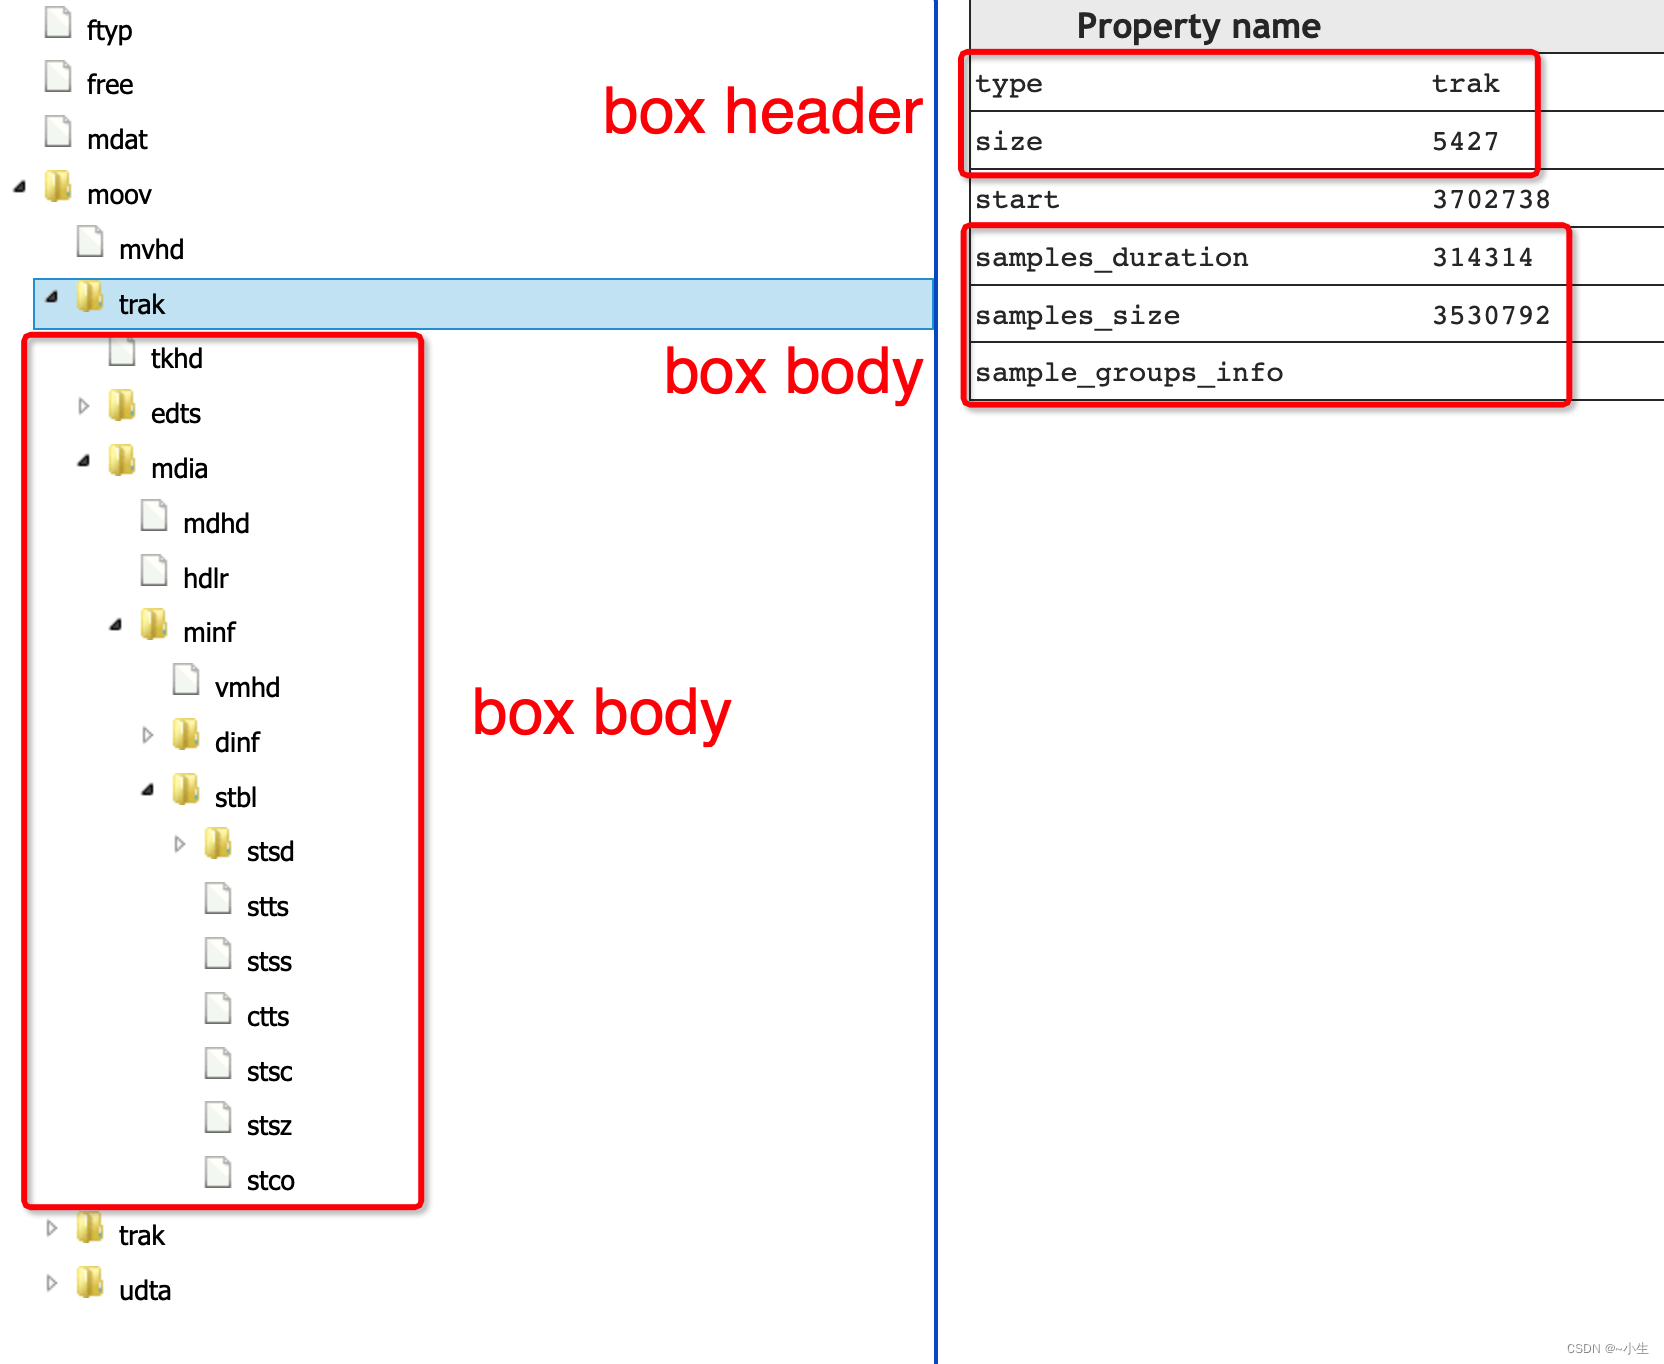 ftyp
free
mdat
moov
mvhd
trak
tkhd
edts
mdia
mdhd
hdlr
minf
vmhd
dinf
stbl
stsd
stts
stss
ctts
stsc
stsz
stco
trak
udta
box header
box body
box body
Property name
type trak
size 5427
start 3702738
samples_duration 314314
samples_size 3530792
sample_groups_info
CSDN @~小生